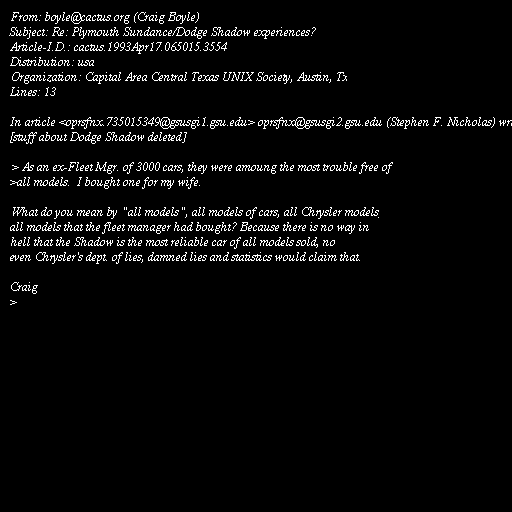 From: boyle@cactus.org (Craig Boyle)
Subject: Re: Plymouth Sundance/Dodge Shadow experiences?
Article-I.D.: cactus.1993Apr17.065015.3554
Distribution: usa
Organization: Capital Area Central Texas UNIX Society, Austin, Tx
Lines: 13

In article <oprsfnx.735015349@gsusgi1.gsu.edu> oprsfnx@gsusgi2.gsu.edu (Stephen F. Nicholas) wr
[stuff about Dodge Shadow deleted]

> As an ex-Fleet Mgr. of 3000 cars, they were amoung the most trouble free of
>all models.  I bought one for my wife.

What do you mean by "all models", all models of cars, all Chrysler models,
all models that the fleet manager had bought? Because there is no way in
hell that the Shadow is the most reliable car of all models sold, no
even Chrysler's dept. of lies, damned lies and statistics would claim that.

Craig
>